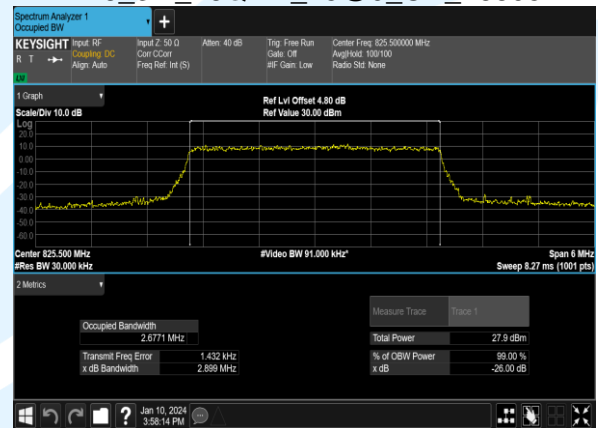 Spectrum Analyzer 1
Occupied BW
KEYSIGHT
R T
Input: RF
Coupling: DC
Align: Auto
Input Z: 50 Ω
Corr CCorr
Freq Ref: Int (S)
Atten: 40 dB
Trig: Free Run
Gate: Off
#IF Gain: Low
Center Freq: 825.500000 MHz
Avg|Hold: 100/100
Radio Std: None
1 Graph
Scale/Div 10.0 dB
Ref Lvl Offset 4.80 dB
Ref Value 30.00 dBm
Log
20.0
10.0
0.00
-10.0
-20.0
-30.0
-40.0
-50.0
-60.0
Center 825.500 MHz
#Video BW 91.000 kHz*
Span 6 MHz
#Res BW 30.000 kHz
Sweep 8.27 ms (1001 pts)
2 Metrics
Measure Trace Trace 1
Occupied Bandwidth
2.6771 MHz
Total Power 27.9 dBm
Transmit Freq Error 1.432 kHz
% of OBW Power 99.00 %
x dB Bandwidth 2.899 MHz
x dB -26.00 dB
Jan 10, 2024
3:58:14 PM